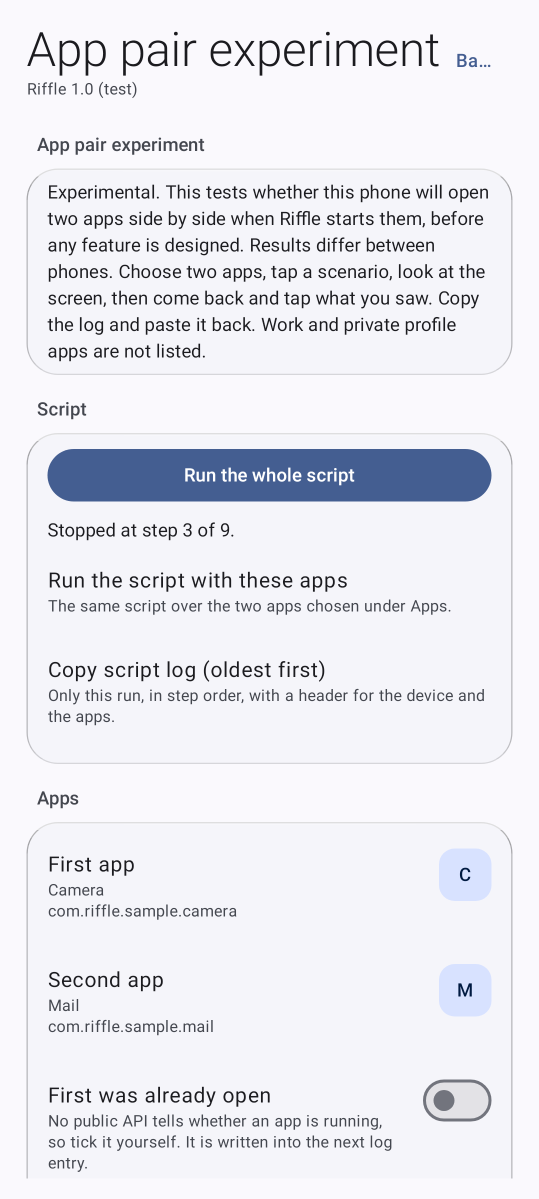 App pair experiment
Ba…
Riffle 1.0 (test)
App pair experiment
Experimental. This tests whether this phone will open
two apps side by side when Riffle starts them, before
any feature is designed. Results differ between
phones. Choose two apps, tap a scenario, look at the
screen, then come back and tap what you saw. Copy
the log and paste it back. Work and private profile
apps are not listed.
Script
Run the whole script
Stopped at step 3 of 9.
Run the script with these apps
The same script over the two apps chosen under Apps.
Copy script log (oldest first)
Only this run, in step order, with a header for the device and
the apps.
Apps
First app
Camera
com.riffle.sample.camera
C
Second app
Mail
com.riffle.sample.mail
M
First was already open
No public API tells whether an app is running,
so tick it yourself. It is written into the next log
entry.